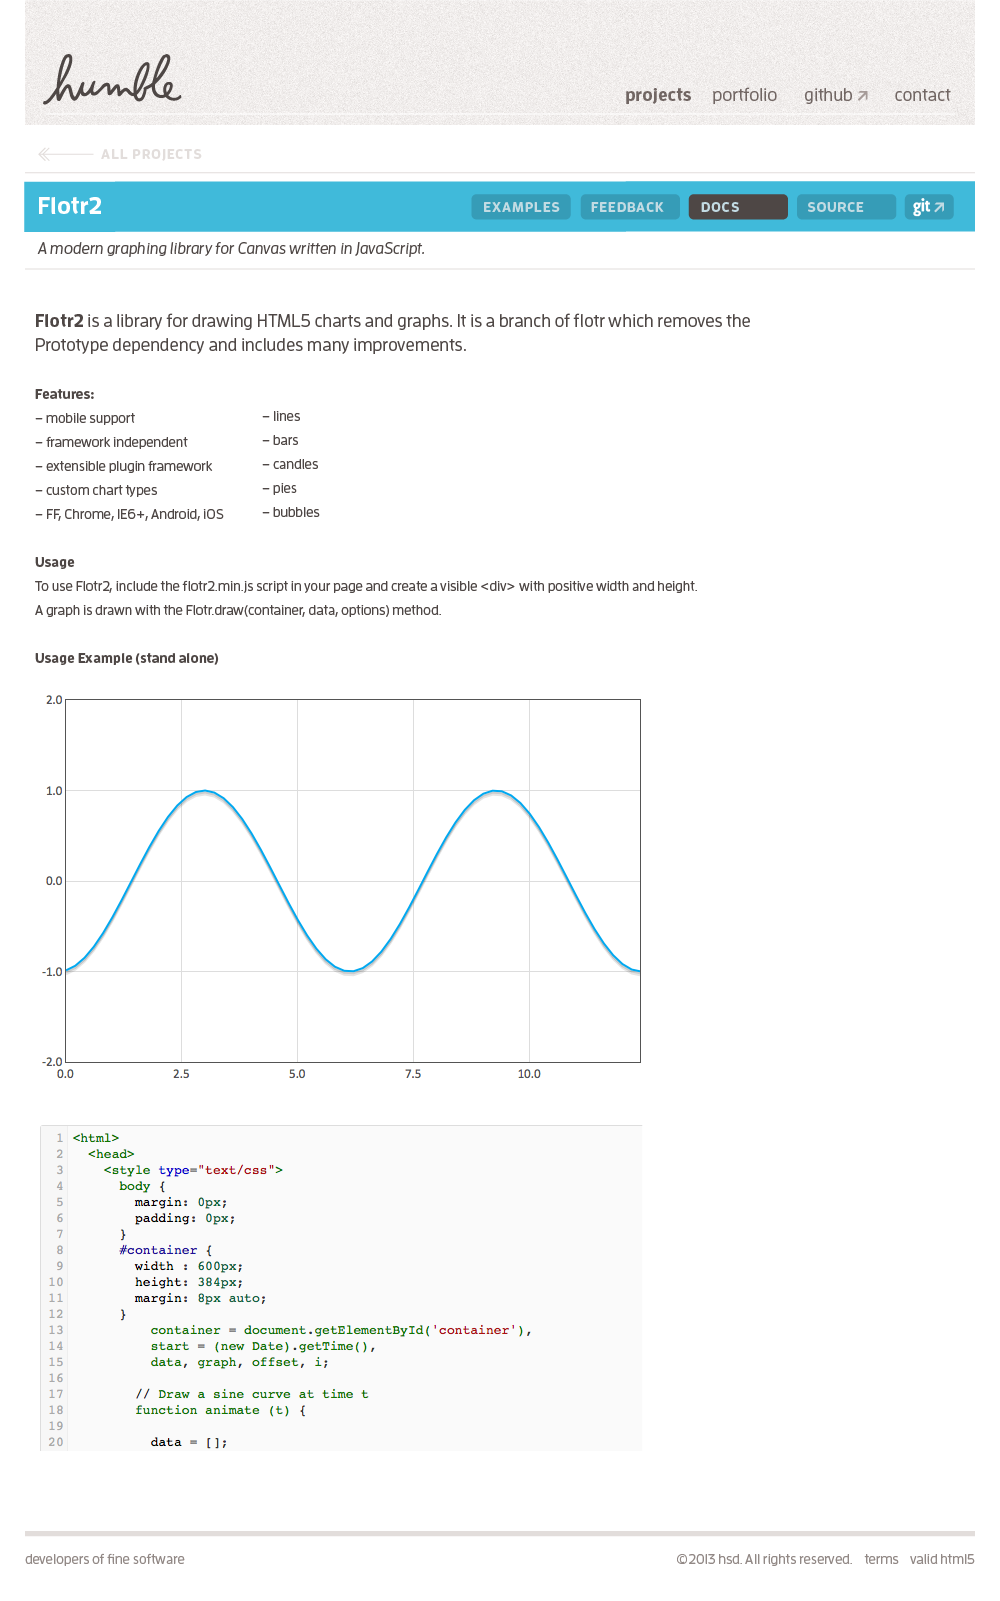 humble
projects portfolio github contact
ALL PROJECTS
Flotr2 EXAMPLES FEEDBACK DOCS SOURCE git
A modern graphing library for Canvas written in JavaScript.
Flotr2 is a library for drawing HTML5 charts and graphs. It is a branch of flotr which removes the
Prototype dependency and includes many improvements.
Features:
– mobile support
– framework independent
– extensible plugin framework
– custom chart types
– FF, Chrome, IE6+, Android, iOS
– lines
– bars
– candles
– pies
– bubbles
Usage
To use Flotr2, include the flotr2.min.js script in your page and create a visible <div> with positive width and height.
A graph is drawn with the Flotr.draw(container, data, options) method.
Usage Example (stand alone)
2.0
1.0
0.0
-1.0
-2.0
0.0 2.5 5.0 7.5 10.0
1 <html>
2 <head>
3 <style type="text/css">
4 body {
5 margin: 0px;
6 padding: 0px;
7 }
8 #container {
9 width : 600px;
10 height: 384px;
11 margin: 8px auto;
12 }
13 container = document.getElementById('container'),
14 start = (new Date).getTime(),
15 data, graph, offset, i;
16
17 // Draw a sine curve at time t
18 function animate (t) {
19
20 data = [];
developers of fine software ©2013 hsd. All rights reserved. terms valid html5